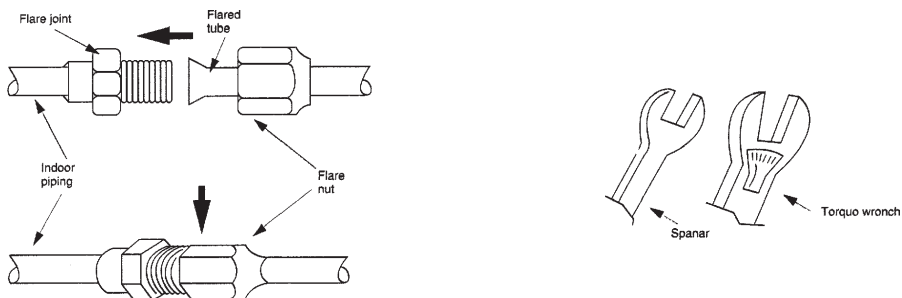 Flare joint
Flared
tube
Indoor
piping
Flare
nut
Spanar
Torquo wronch